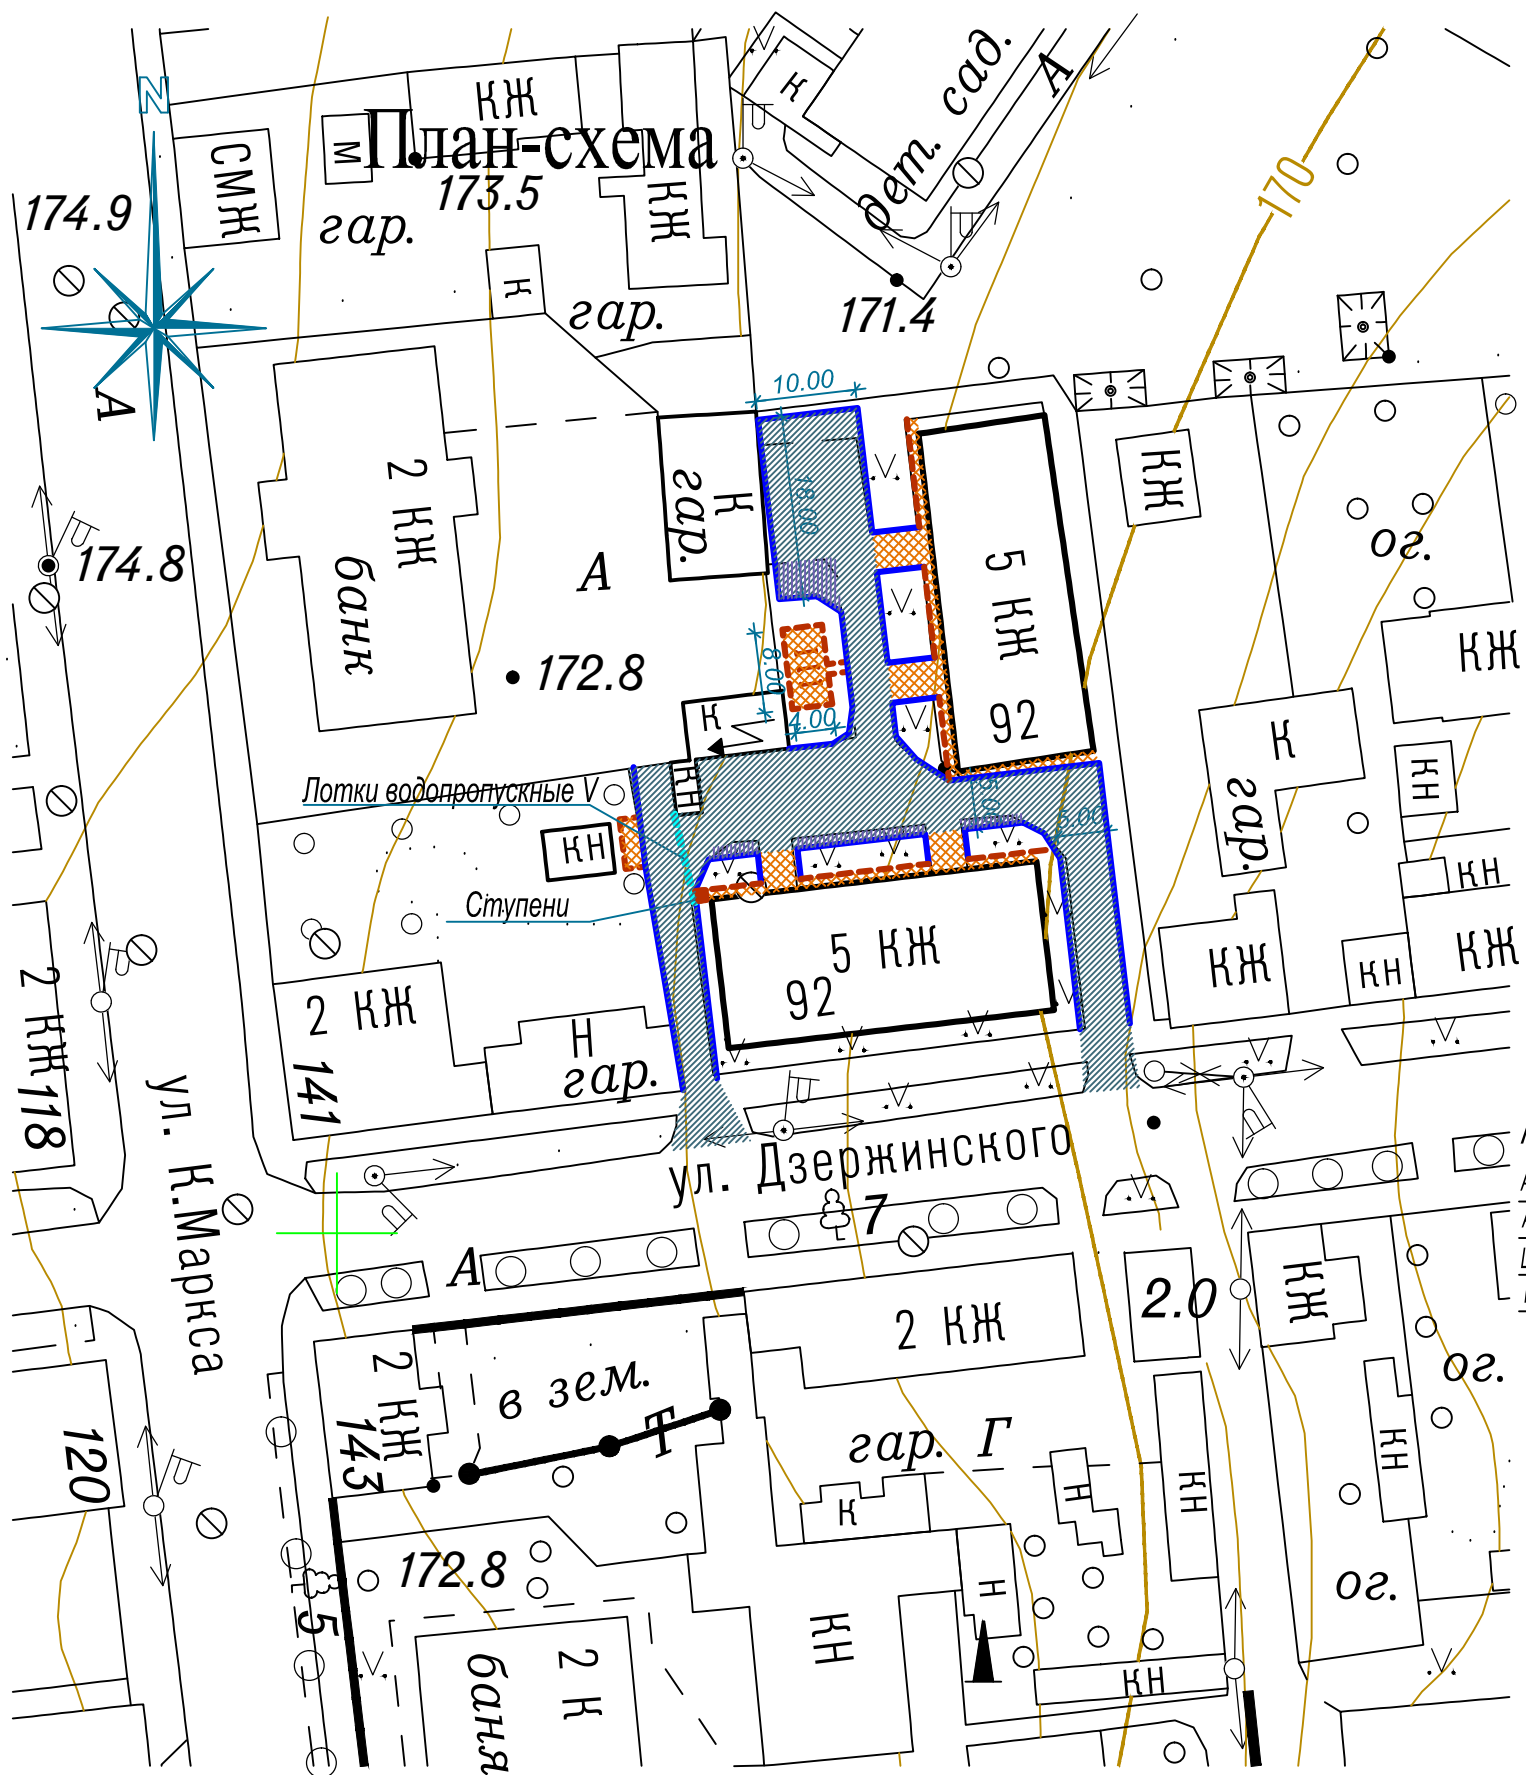 N
План-схема
КЖ
К
дет. сад.
А
СМЖ
М
173.5
КЖ
174.9
гар.
170
К
гар.
171.4
А
10.00
2 КЖ
банк
К
гар.
18.00
КЖ
ог.
174.8
А
5 КЖ
92
КЖ
172.8
8.00
4.00
К
К
гар.
КН
Лотки водопропускные V
КН
5.00
5.00
КН
КН
Ступени
5 КЖ
92
КЖ
КН
КЖ
2 КЖ
118
2 КЖ
141
Н
гар.
ул. Дзержинского
ул. К.Маркса
7
А
2.0
КЖ
2 КЖ
2 КЖ
143
в зем.
Т
ог.
120
гар. Г
КН
К
Н
КН
172.8
5
Н
ог.
КН
2 К
баня
КН